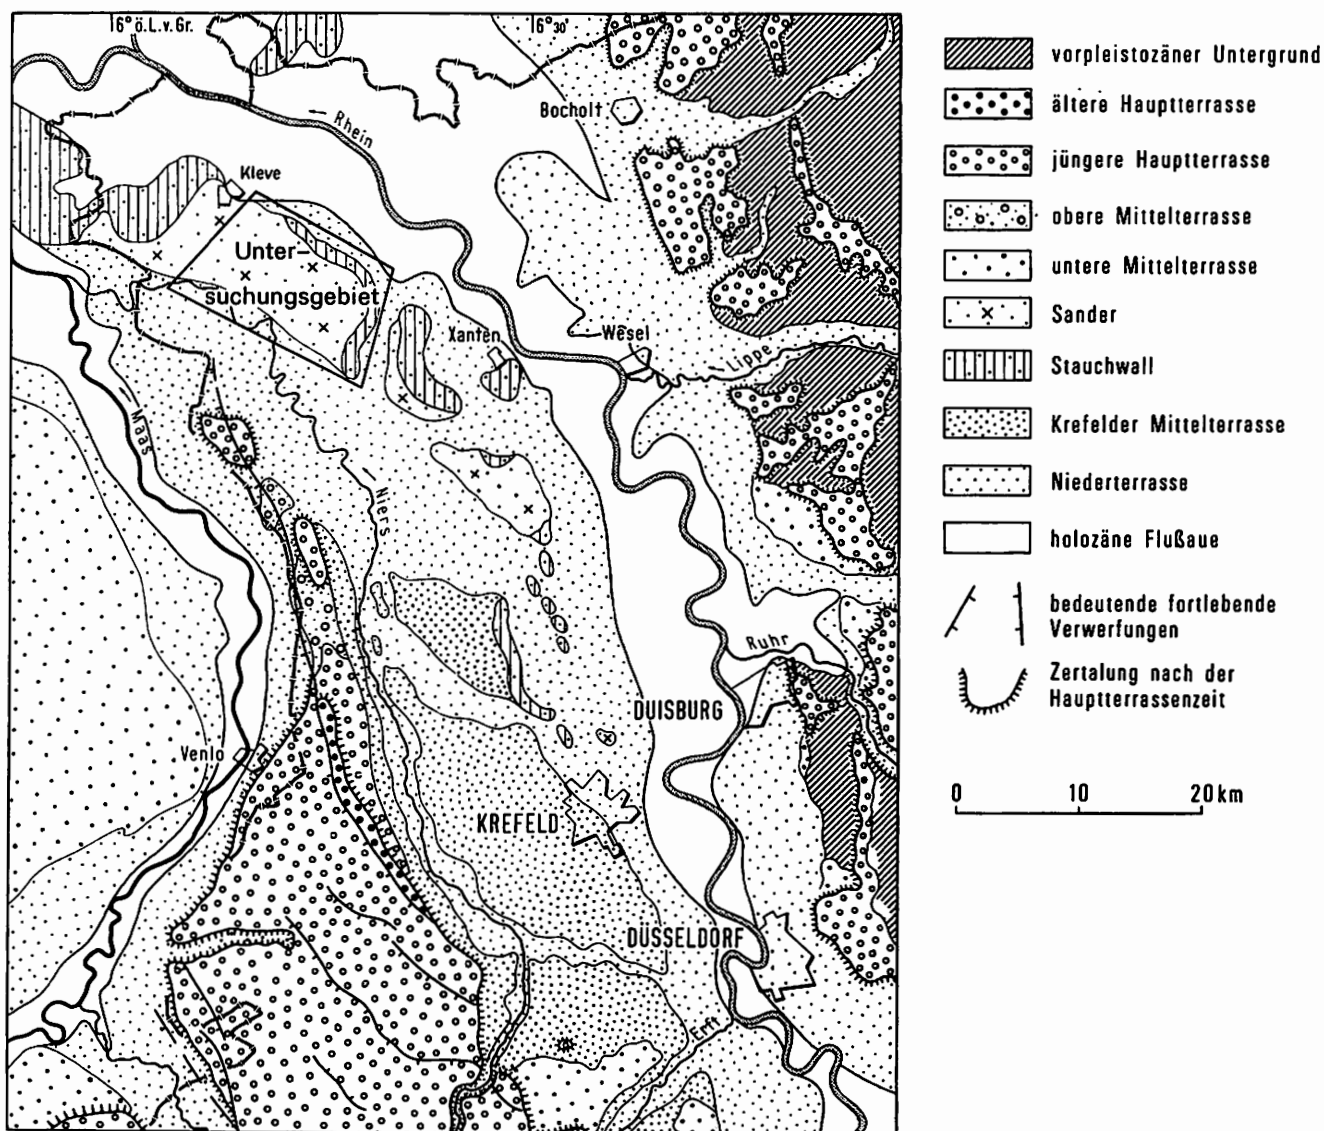 6° ö.L.v.Gr.
6° 30'
Bocholt
Rhein
Kleve
Unter-
suchungsgebiet
Xanten
Wesel
Lippe
Maas
Niers
Ruhr
DUISBURG
Venlo
KREFELD
DÜSSELDORF
Erft
vorpleistozäner Untergrund
ältere Hauptterrasse
jüngere Hauptterrasse
obere Mittelterrasse
untere Mittelterrasse
Sander
Stauchwall
Krefelder Mittelterrasse
Niederterrasse
holozäne Flußaue
bedeutende fortlebende
Verwerfungen
Zertalung nach der
Hauptterrassenzeit
0 10 20 km